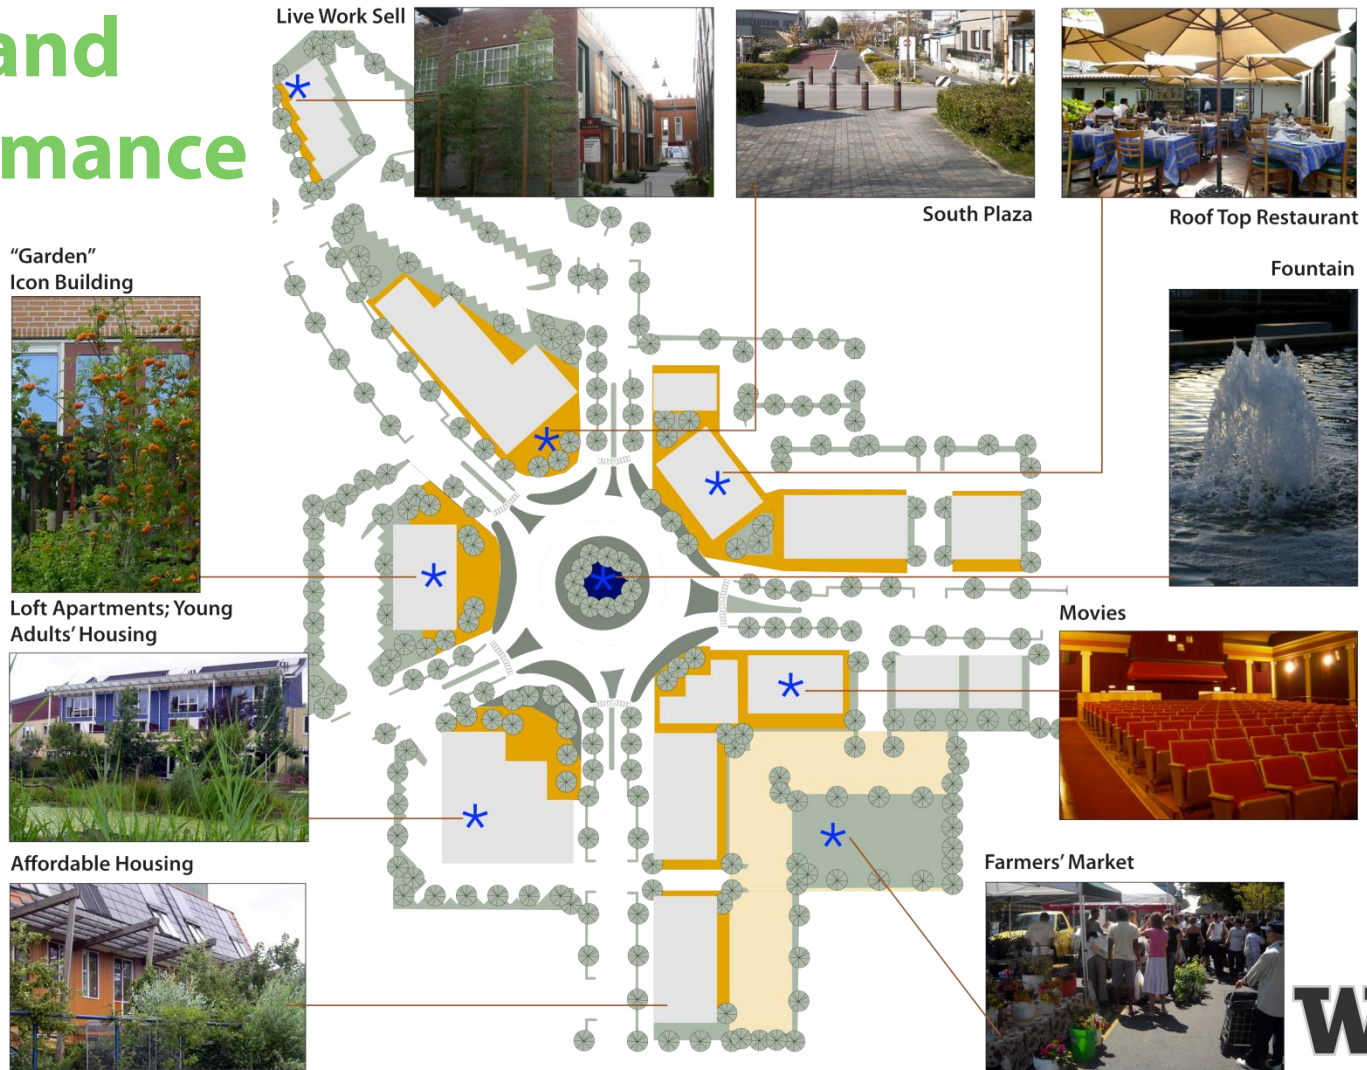 and
mance
Live Work Sell
South Plaza
Roof Top Restaurant
"Garden"
Icon Building
Fountain
Loft Apartments; Young
Adults' Housing
Movies
Affordable Housing
Farmers' Market
W